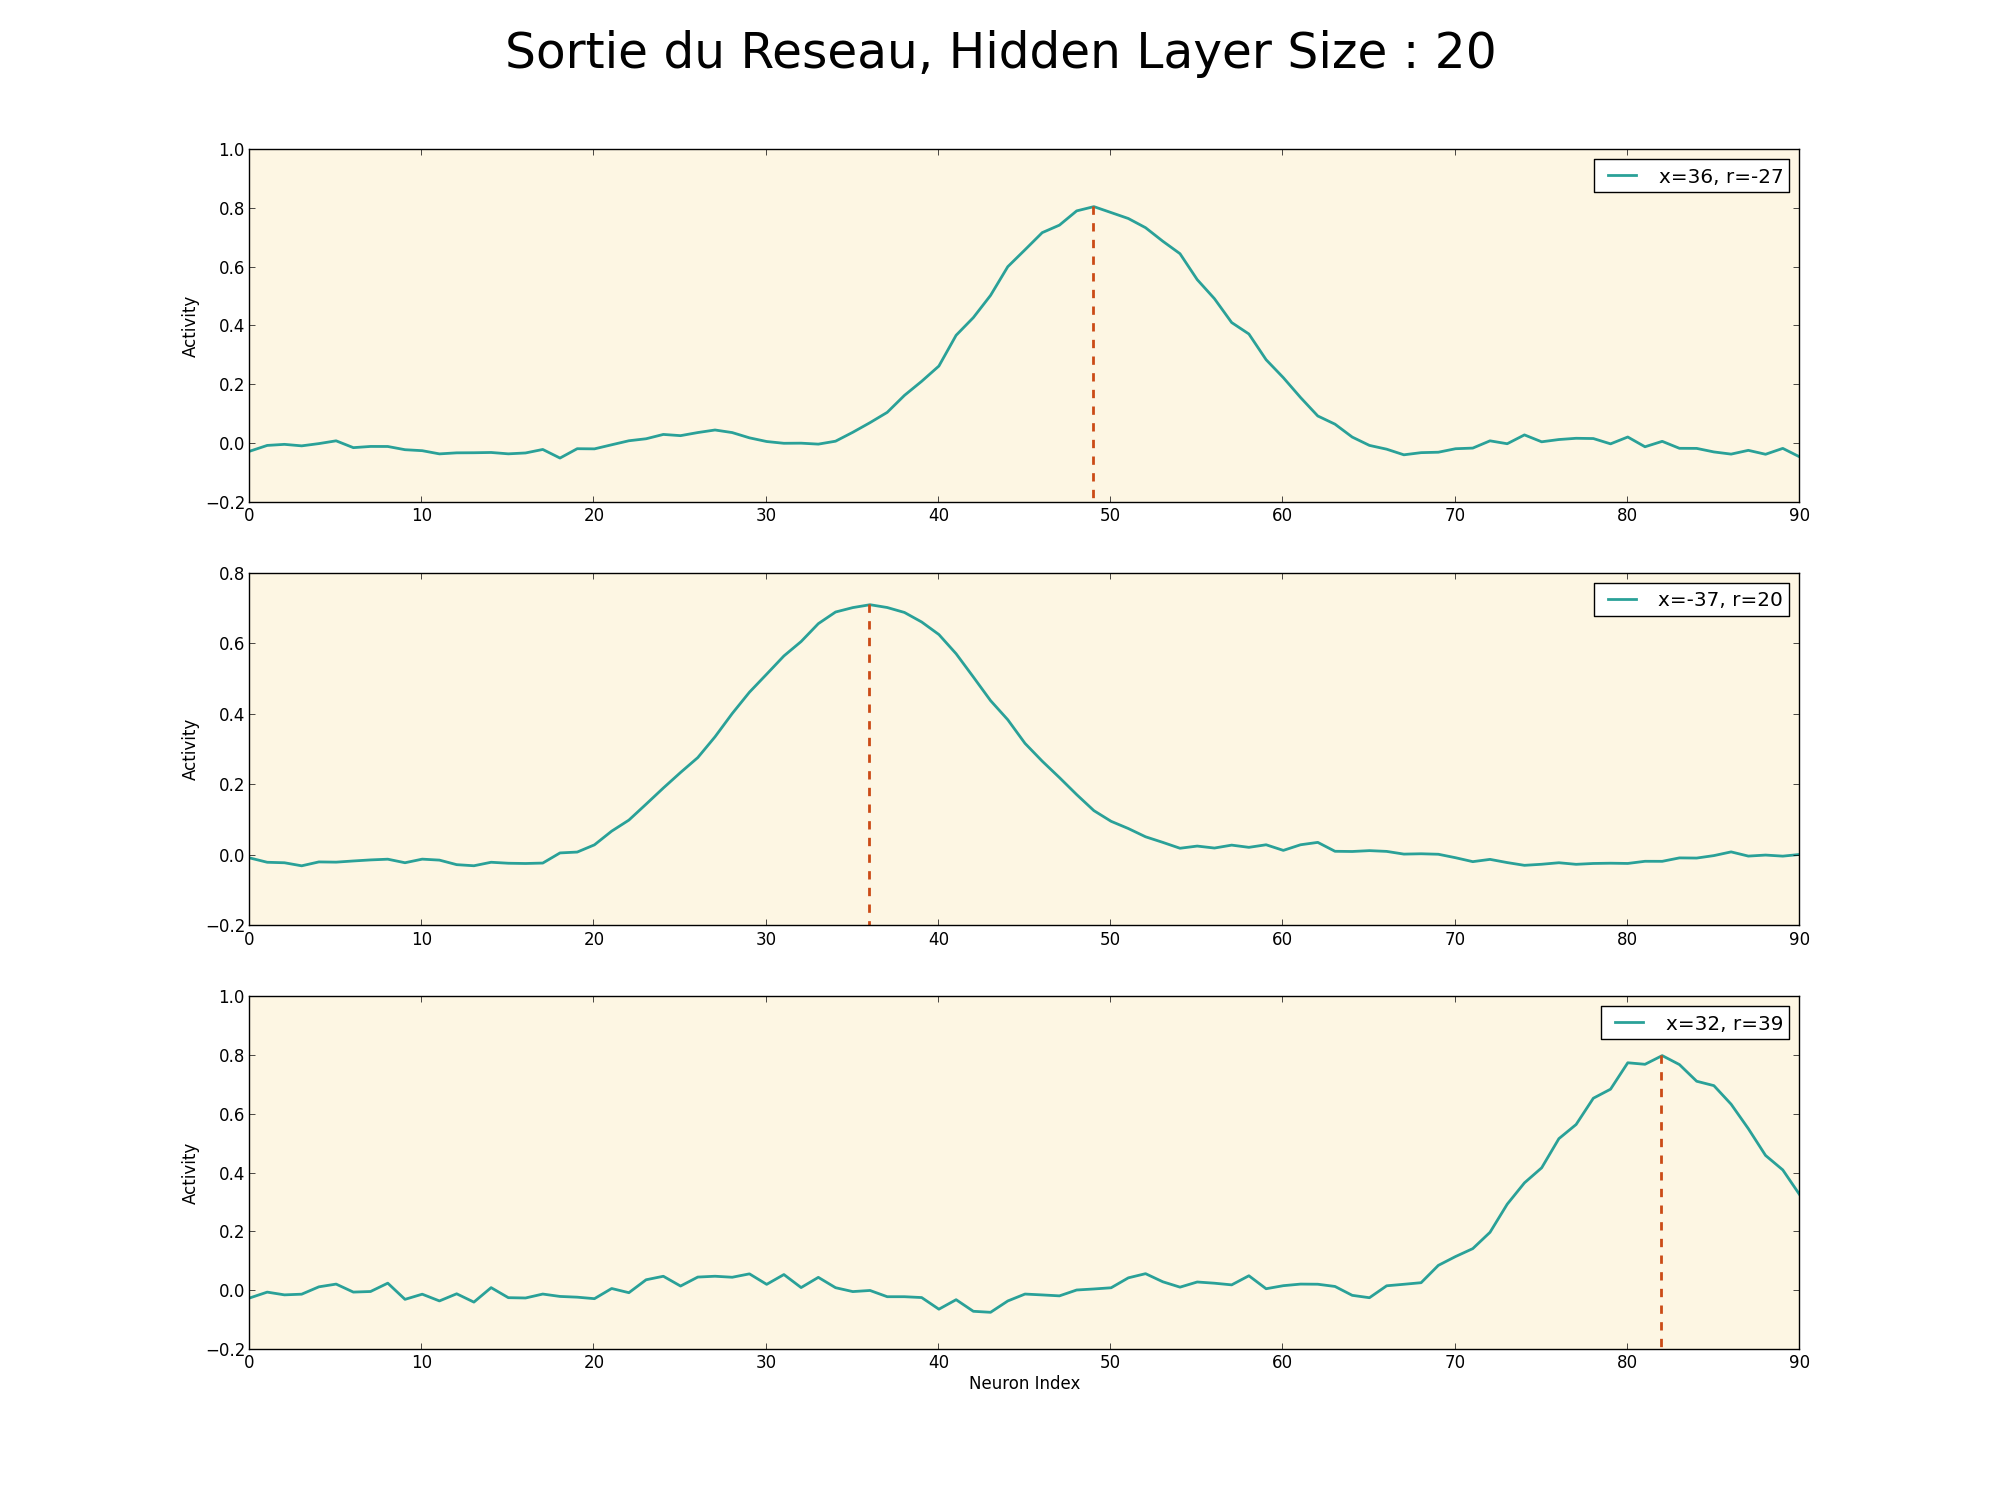 Sortie du Reseau, Hidden Layer Size : 20
1.0
0.8
0.6
0.4
0.2
0.0
−0.2
Activity
x=36, r=-27
0 10 20 30 40 50 60 70 80 90
0.8
0.6
0.4
0.2
0.0
−0.2
Activity
x=-37, r=20
0 10 20 30 40 50 60 70 80 90
1.0
0.8
0.6
0.4
0.2
0.0
−0.2
Activity
x=32, r=39
0 10 20 30 40 50 60 70 80 90
Neuron Index